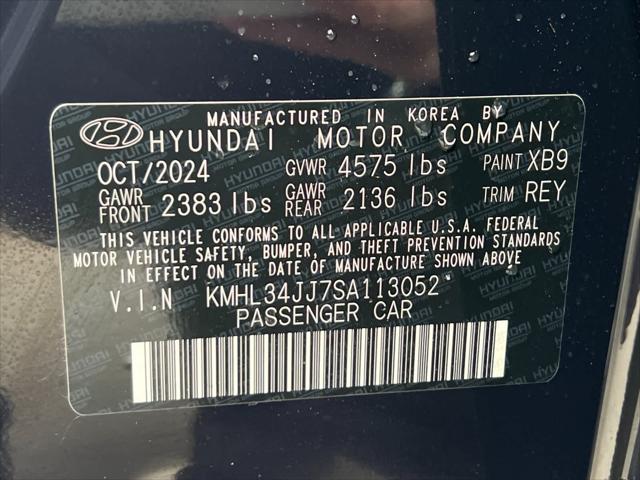 MANUFACTURED IN KOREA BY
HYUNDAI MOTOR COMPANY
OCT/2024 GVWR 4575 lbs PAINT XB9
GAWR FRONT 2383 lbs GAWR REAR 2136 lbs TRIM REY
THIS VEHICLE CONFORMS TO ALL APPLICABLE U.S.A. FEDERAL
MOTOR VEHICLE SAFETY, BUMPER, AND THEFT PREVENTION STANDARDS
IN EFFECT ON THE DATE OF MANUFACTURE SHOWN ABOVE
V.I.N KMHL34JJ7SA113052
PASSENGER CAR